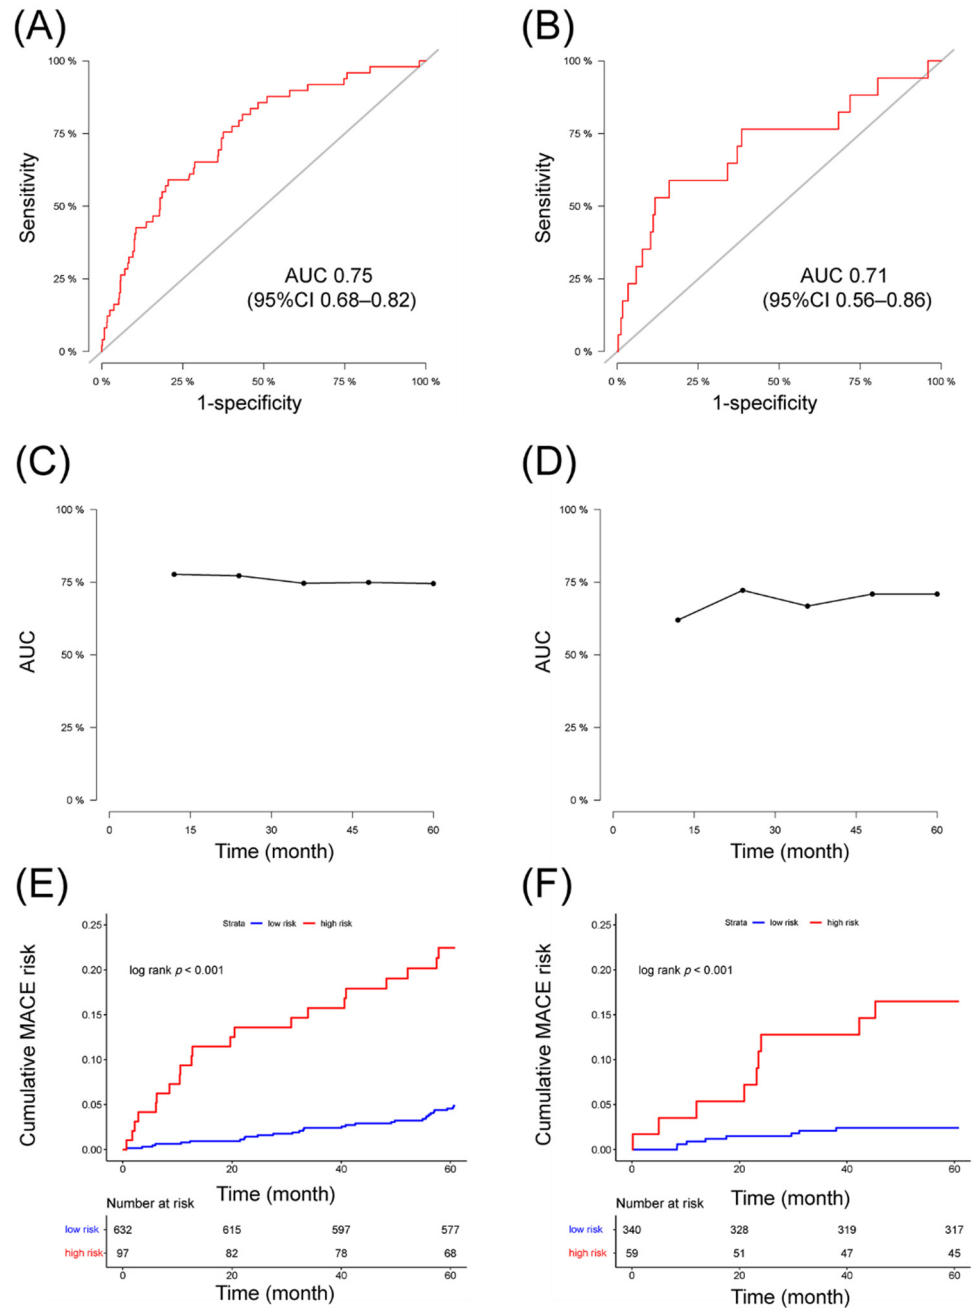 (A)
100 %
75 %
50 %
25 %
0 %
Sensitivity
AUC 0.75
(95%CI 0.68–0.82)
0 % 25 % 50 % 75 % 100 %
1-specificity
(B)
100 %
75 %
50 %
25 %
0 %
Sensitivity
AUC 0.71
(95%CI 0.56–0.86)
0 % 25 % 50 % 75 % 100 %
1-specificity
(C)
100 %
75 %
50 %
25 %
0 %
AUC
0 15 30 45 60
Time (month)
(D)
100 %
75 %
50 %
25 %
0 %
AUC
0 15 30 45 60
Time (month)
(E)
Strata low risk high risk
log rank p < 0.001
0.25
0.20
0.15
0.10
0.05
0.00
Cumulative MACE risk
0 20 40 60
Time (month)
Number at risk
low risk 632 615 597 577
high risk 97 82 78 68
0 20 40 60
Time (month)
(F)
Strata low risk high risk
log rank p < 0.001
0.25
0.20
0.15
0.10
0.05
0.00
Cumulative MACE risk
0 20 40 60
Time (month)
Number at risk
low risk 340 328 319 317
high risk 59 51 47 45
0 20 40 60
Time (month)